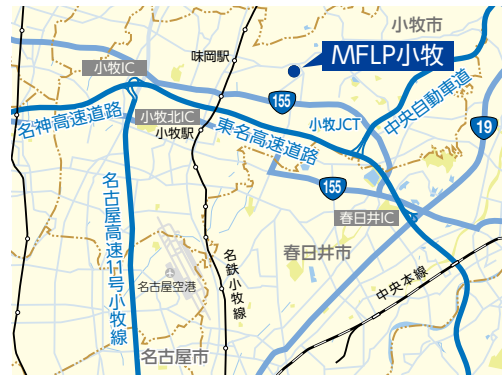 小牧市
味岡駅
MFLP小牧
小牧IC
155
名神高速道路
小牧北IC
小牧駅
東名高速道路
小牧JCT
中央自動車道
19
155
春日井IC
名古屋高速11号小牧線
名鉄小牧線
春日井市
名古屋空港
中央本線
名古屋市